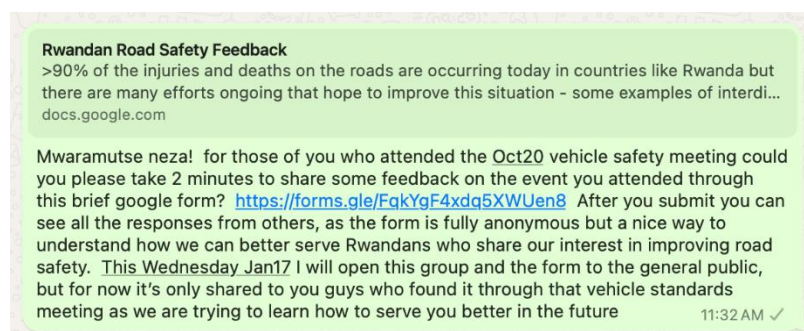 Rwandan Road Safety Feedback
>90% of the injuries and deaths on the roads are occurring today in countries like Rwanda but
there are many efforts ongoing that hope to improve this situation - some examples of interdi...
docs.google.com
Mwaramutse neza!  for those of you who attended the Oct20 vehicle safety meeting could
you please take 2 minutes to share some feedback on the event you attended through
this brief google form?  https://forms.gle/FqkYgF4xdq5XWUen8  After you submit you can
see all the responses from others, as the form is fully anonymous but a nice way to
understand how we can better serve Rwandans who share our interest in improving road
safety.  This Wednesday Jan17 I will open this group and the form to the general public,
but for now it's only shared to you guys who found it through that vehicle standards
meeting as we are trying to learn how to serve you better in the future
11:32 AM ✓